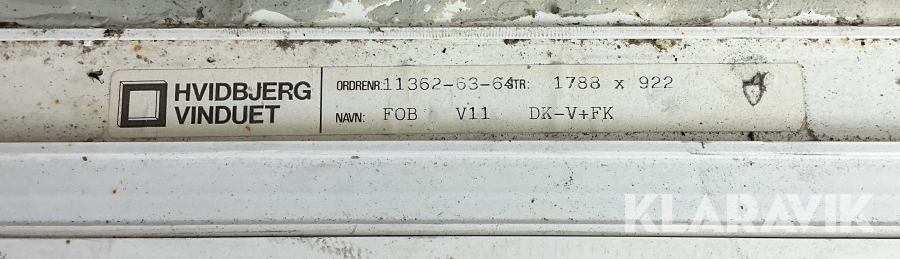 HVIDBJERG
VINDUET
ORDRENR: 11362-63-64 STR: 1788 x 922
NAVN: FOB V11 DK-V+FK
KLARAVIK